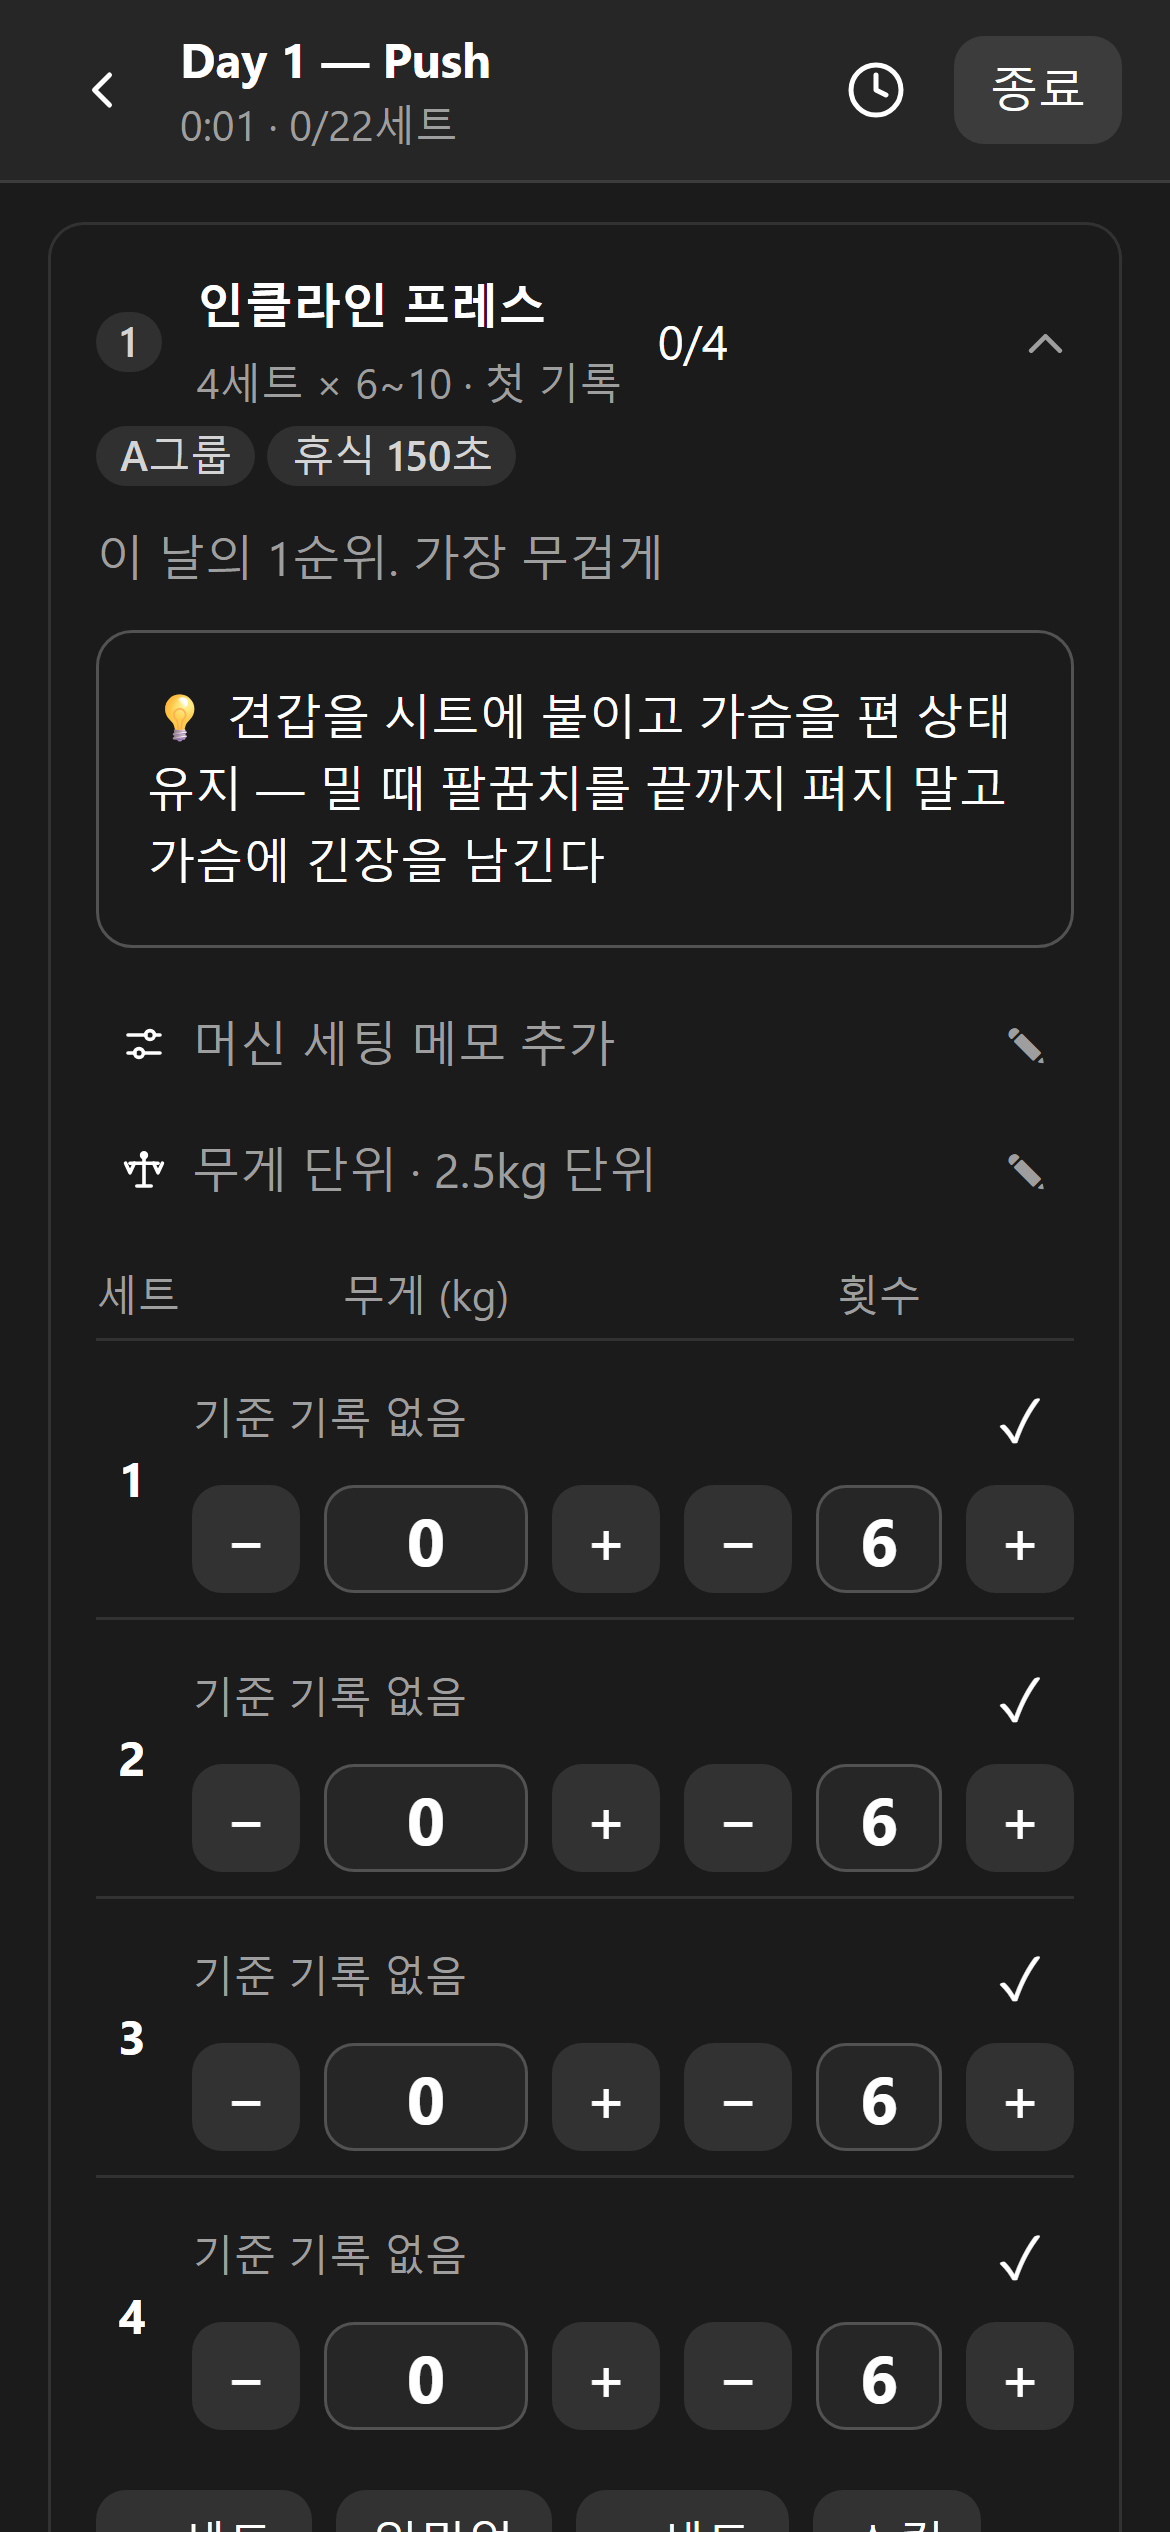 Day 1 — Push
0:01 · 0/22세트
종료
1
인클라인 프레스
4세트 × 6~10 · 첫 기록
0/4
A그룹
휴식 150초
이 날의 1순위. 가장 무겁게
💡 견갑을 시트에 붙이고 가슴을 편 상태
유지 — 밀 때 팔꿈치를 끝까지 펴지 말고
가슴에 긴장을 남긴다
머신 세팅 메모 추가
무게 단위 · 2.5kg 단위
세트 무게 (kg) 횟수
기준 기록 없음 ✓
1 − 0 + − 6 +
기준 기록 없음 ✓
2 − 0 + − 6 +
기준 기록 없음 ✓
3 − 0 + − 6 +
기준 기록 없음 ✓
4 − 0 + − 6 +